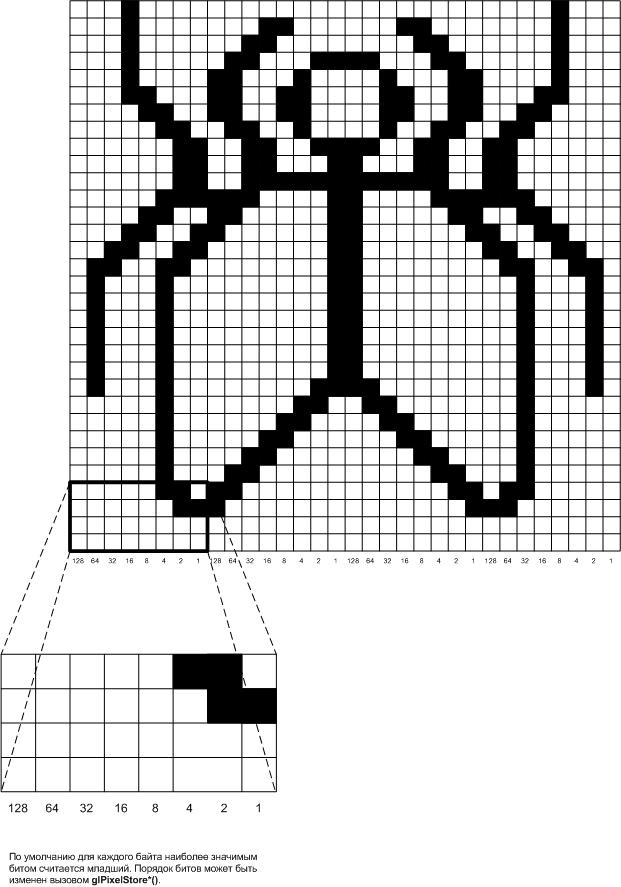 128 64 32 16 8 4 2 1 128 64 32 16 8 4 2 1 128 64 32 16 8 4 2 1 128 64 32 16 8 4 2 1
128 64 32 16 8 4 2 1
По умолчанию для каждого байта наиболее значимым
битом считается младший. Порядок битов может быть
изменен вызовом glPixelStore*().